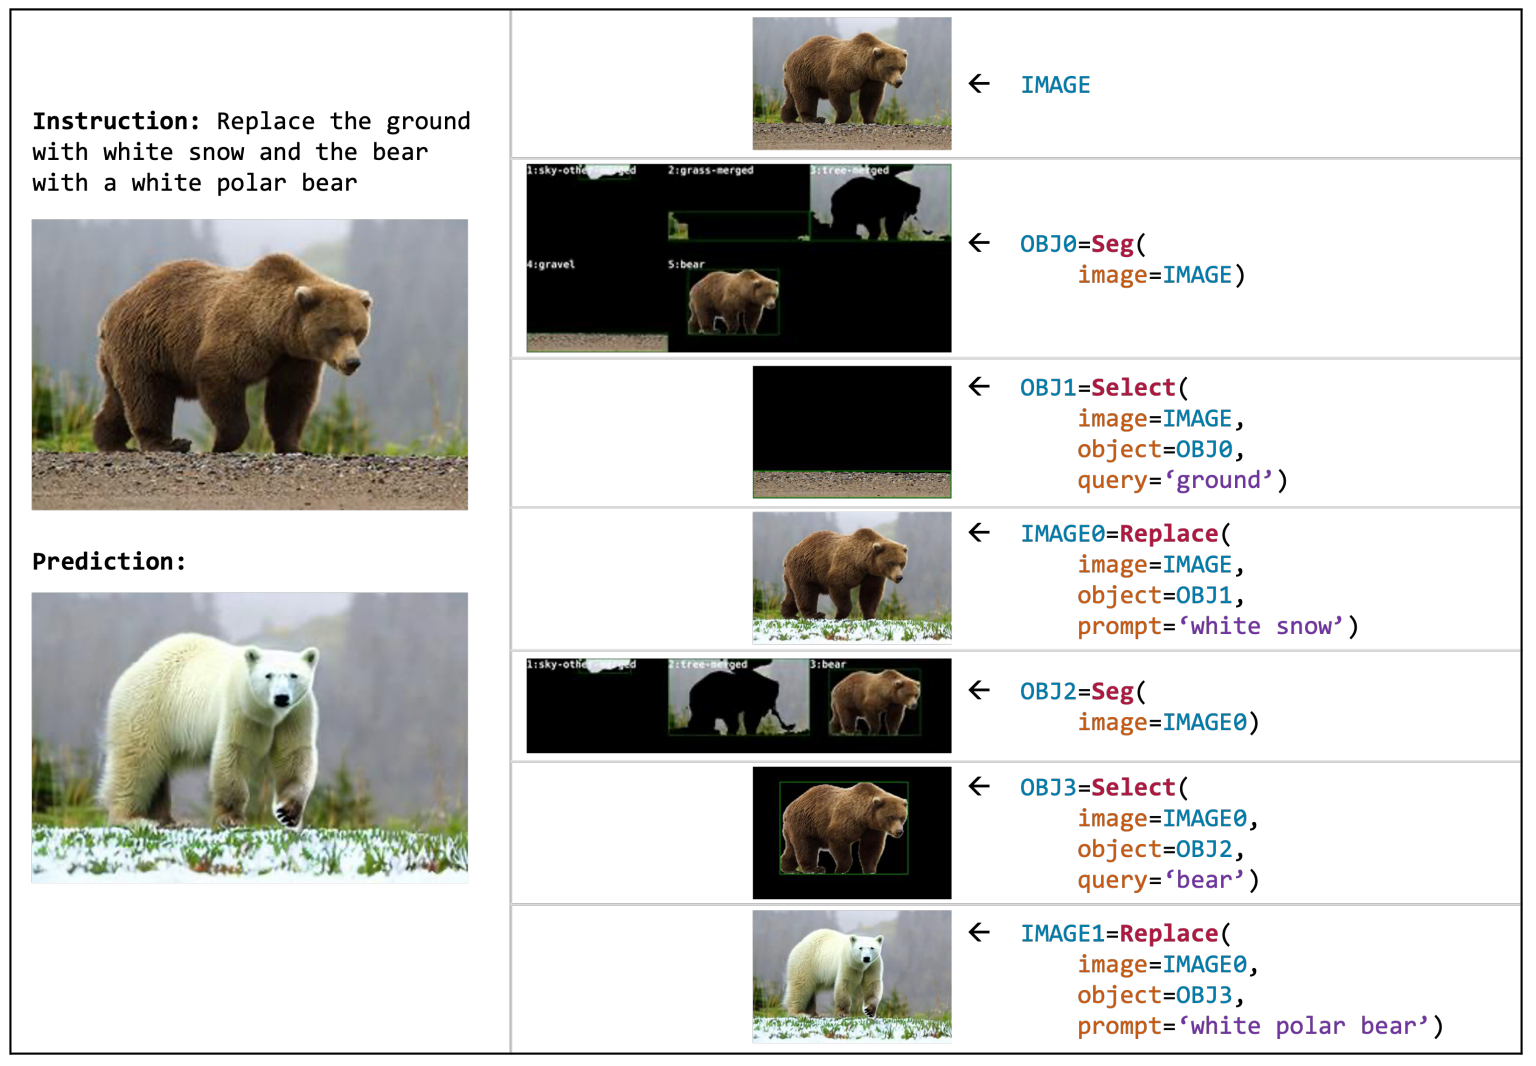 Instruction: Replace the ground
with white snow and the bear
with a white polar bear
Prediction:
← IMAGE
1:sky-other-merged 2:grass-merged 3:tree-merged
4:gravel 5:bear
← OBJ0=Seg(
image=IMAGE)
← OBJ1=Select(
image=IMAGE,
object=OBJ0,
query=‘ground’)
← IMAGE0=Replace(
image=IMAGE,
object=OBJ1,
prompt=‘white snow’)
1:sky-other-merged 2:tree-merged 3:bear
← OBJ2=Seg(
image=IMAGE0)
← OBJ3=Select(
image=IMAGE0,
object=OBJ2,
query=‘bear’)
← IMAGE1=Replace(
image=IMAGE0,
object=OBJ3,
prompt=‘white polar bear’)